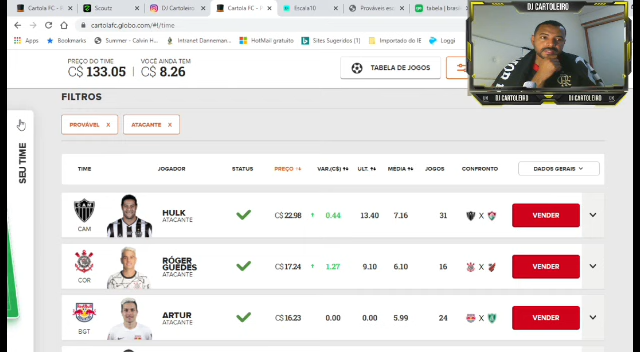 Cartola FC - F
Scoutz
DJ Cartoleiro
Cartola FC - F
Escala10
Prováveis esc
tabela | brasil
DJ CARTOLEIRO
cartolafc.globo.com/#!/time
Apps
Bookmarks
Summer - Calvin H...
Intranet Danneman...
HotMail gratuito
Sites Sugeridos (1)
Importado do IE
Loggi
PREÇO DO TIME
C$ 133.05
VOCÊ AINDA TEM
C$ 8.26
TABELA DE JOGOS
DJ CARTOLEIRO
DJ CARTOLEIRO
FILTROS
PROVÁVEL X
ATACANTE X
SEU TIME
TIME JOGADOR STATUS PREÇO VAR.(C$) ULT. MÉDIA JOGOS CONFRONTO DADOS GERAIS
CAM
HULK
ATACANTE
C$ 22.98 0.44 13.40 7.16 31 X VENDER
COR
RÓGER GUEDES
ATACANTE
C$ 17.24 1.27 9.10 6.10 16 X VENDER
BGT
ARTUR
ATACANTE
C$ 16.23 0.00 0.00 5.99 24 X VENDER